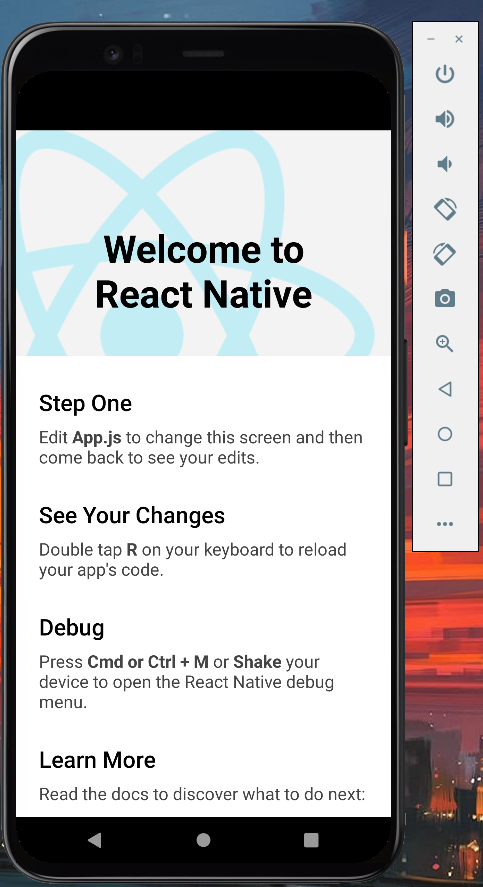 Welcome to
React Native
Step One
Edit App.js to change this screen and then
come back to see your edits.
See Your Changes
Double tap R on your keyboard to reload
your app's code.
Debug
Press Cmd or Ctrl + M or Shake your
device to open the React Native debug
menu.
Learn More
Read the docs to discover what to do next: